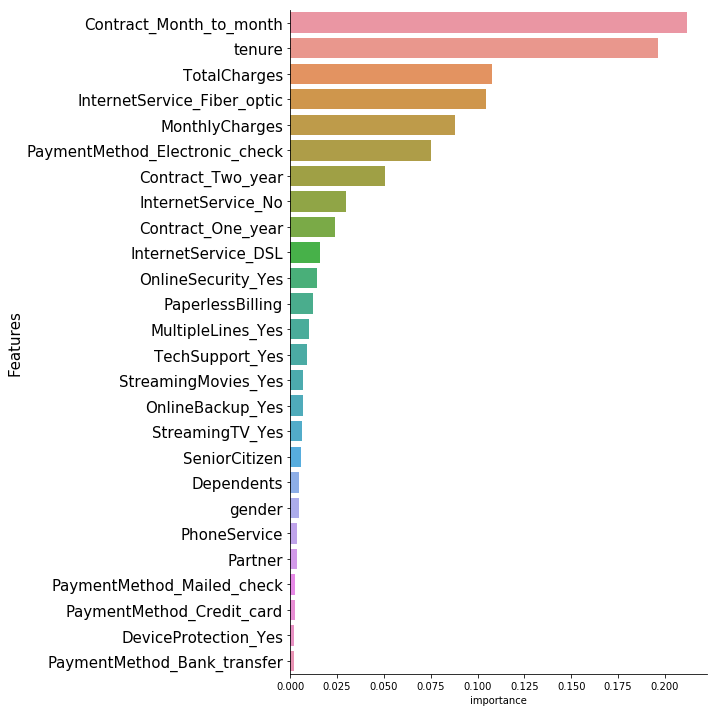 Contract_Month_to_month
tenure
TotalCharges
InternetService_Fiber_optic
MonthlyCharges
PaymentMethod_Electronic_check
Contract_Two_year
InternetService_No
Contract_One_year
InternetService_DSL
OnlineSecurity_Yes
PaperlessBilling
MultipleLines_Yes
TechSupport_Yes
StreamingMovies_Yes
OnlineBackup_Yes
StreamingTV_Yes
SeniorCitizen
Dependents
gender
PhoneService
Partner
PaymentMethod_Mailed_check
PaymentMethod_Credit_card
DeviceProtection_Yes
PaymentMethod_Bank_transfer
Features
0.000 0.025 0.050 0.075 0.100 0.125 0.150 0.175 0.200
importance